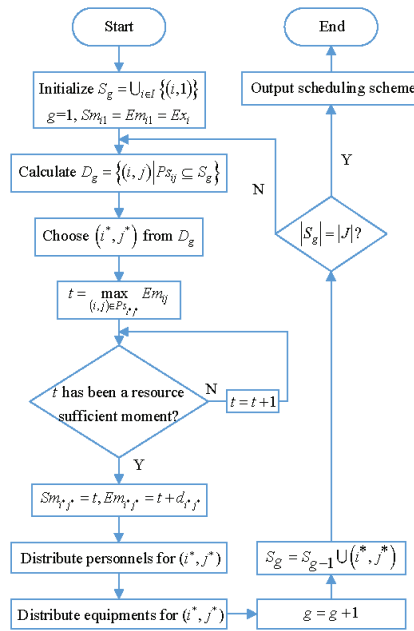 Start
Initialize S_g = ⋃_{i∈I} {(i,1)}
g=1, Sm_{i1} = Em_{i1} = Ex_i
Calculate D_g = {(i, j)|Ps_{ij} ⊆ S_g}
Choose (i*, j*) from D_g
t = max_{(i,j)∈Ps_{i*j*}} Em_{ij}
t has been a resource
sufficient moment?
N
t = t+1
Y
Sm_{i*j*} = t, Em_{i*j*} = t + d_{i*j*}
Distribute personnels for (i*, j*)
Distribute equipments for (i*, j*)
g = g+1
S_g = S_{g-1} ⋃(i*, j*)
|S_g| = |J|?
N
Y
Output scheduling scheme
End